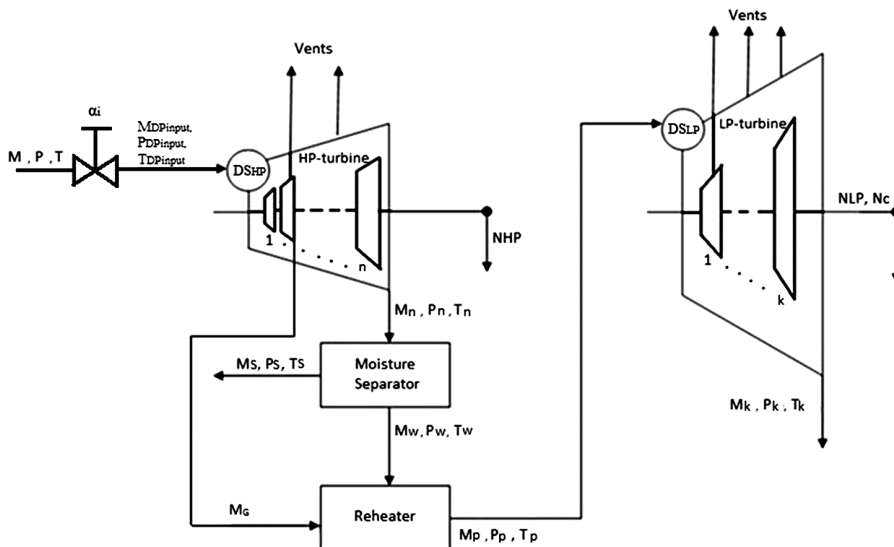 Vents
Vents
αi
MDPinput,
PDPinput,
TDPinput
M , P , T
DSHP
HP-turbine
DSLP
LP-turbine
1
n
NHP
NLP, Nc
1
k
Mn , Pn , Tn
Ms, Ps, Ts
Moisture
Separator
Mk , Pk , Tk
Mw, Pw, Tw
MG
Reheater
Mp , Pp , Tp